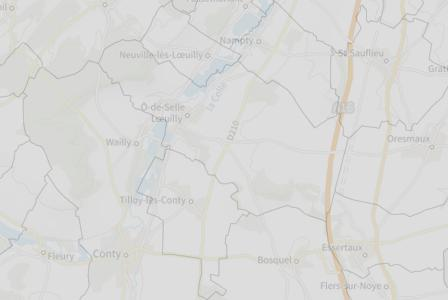 Nampty
Neuville-lès-Lœuilly
St Sauflieu
la Celle
Ô-de-Selle
Lœuilly
D210
Oresmaux
Wailly
Tilloy-lès-Conty
Essertaux
Fleury
Conty
Bosquel
Flers-sur-Noye